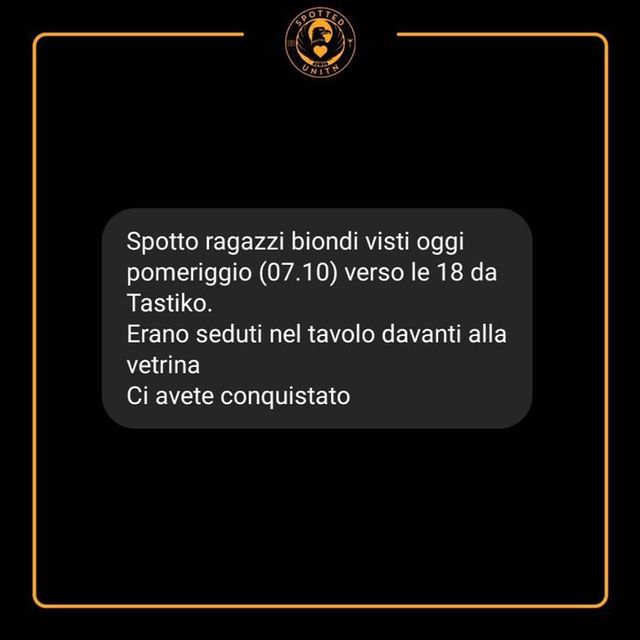 SPOTTED
UNITN
Spotto ragazzi biondi visti oggi
pomeriggio (07.10) verso le 18 da
Tastiko.
Erano seduti nel tavolo davanti alla
vetrina
Ci avete conquistato